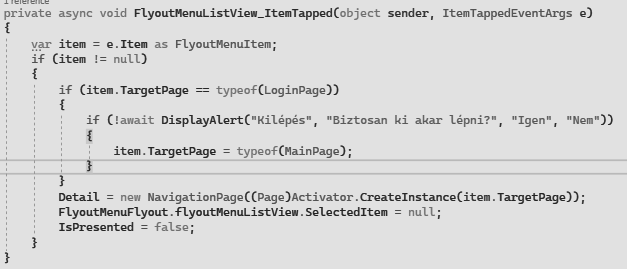 1 reference
private async void FlyoutMenuListView_ItemTapped(object sender, ItemTappedEventArgs e)
{
    var item = e.Item as FlyoutMenuItem;
    if (item != null)
    {
        if (item.TargetPage == typeof(LoginPage))
        {
            if (!await DisplayAlert("Kilépés", "Biztosan ki akar lépni?", "Igen", "Nem"))
            {
                item.TargetPage = typeof(MainPage);
            }
        }
        Detail = new NavigationPage((Page)Activator.CreateInstance(item.TargetPage));
        FlyoutMenuFlyout.flyoutMenuListView.SelectedItem = null;
        IsPresented = false;
    }
}